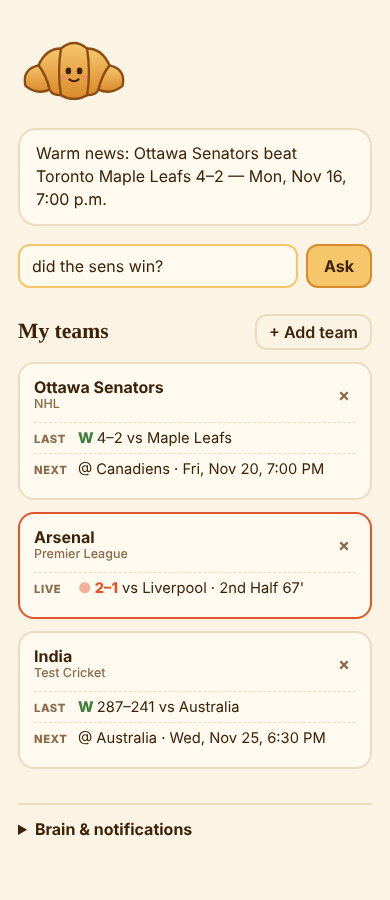 Warm news: Ottawa Senators beat
Toronto Maple Leafs 4–2 — Mon, Nov 16,
7:00 p.m.
did the sens win?
Ask
My teams
+ Add team
Ottawa Senators
×
NHL
LAST W 4–2 vs Maple Leafs
NEXT @ Canadiens · Fri, Nov 20, 7:00 PM
Arsenal
×
Premier League
LIVE 2–1 vs Liverpool · 2nd Half 67'
India
×
Test Cricket
LAST W 287–241 vs Australia
NEXT @ Australia · Wed, Nov 25, 6:30 PM
Brain & notifications